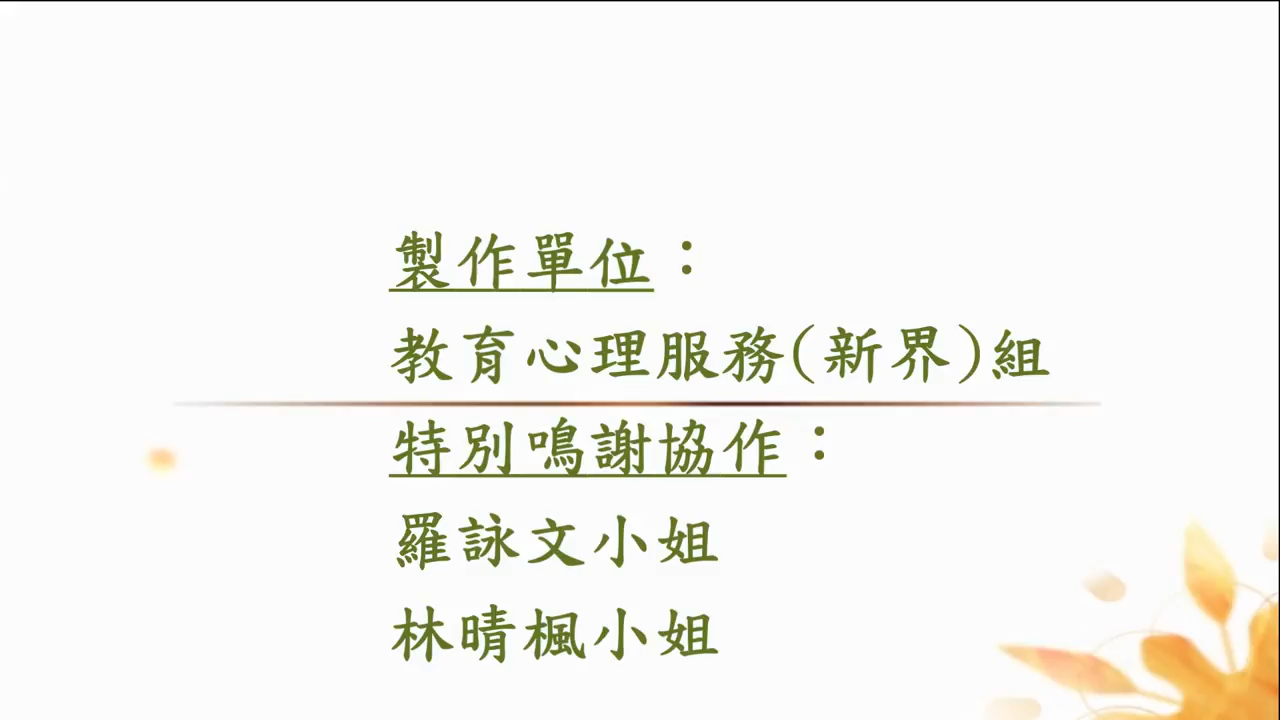 製作單位：
教育心理服務(新界)組
特別鳴謝協作：
羅詠文小姐
林晴楓小姐